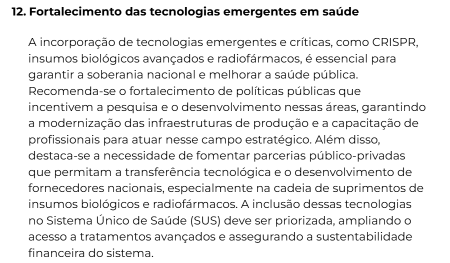 12. Fortalecimento das tecnologias emergentes em saúde
A incorporação de tecnologias emergentes e críticas, como CRISPR,
insumos biológicos avançados e radiofármacos, é essencial para
garantir a soberania nacional e melhorar a saúde pública.
Recomenda-se o fortalecimento de políticas públicas que
incentivem a pesquisa e o desenvolvimento nessas áreas, garantindo
a modernização das infraestruturas de produção e a capacitação de
profissionais para atuar nesse campo estratégico. Além disso,
destaca-se a necessidade de fomentar parcerias público-privadas
que permitam a transferência tecnológica e o desenvolvimento de
fornecedores nacionais, especialmente na cadeia de suprimentos de
insumos biológicos e radiofármacos. A inclusão dessas tecnologias
no Sistema Único de Saúde (SUS) deve ser priorizada, ampliando o
acesso a tratamentos avançados e assegurando a sustentabilidade
financeira do sistema.